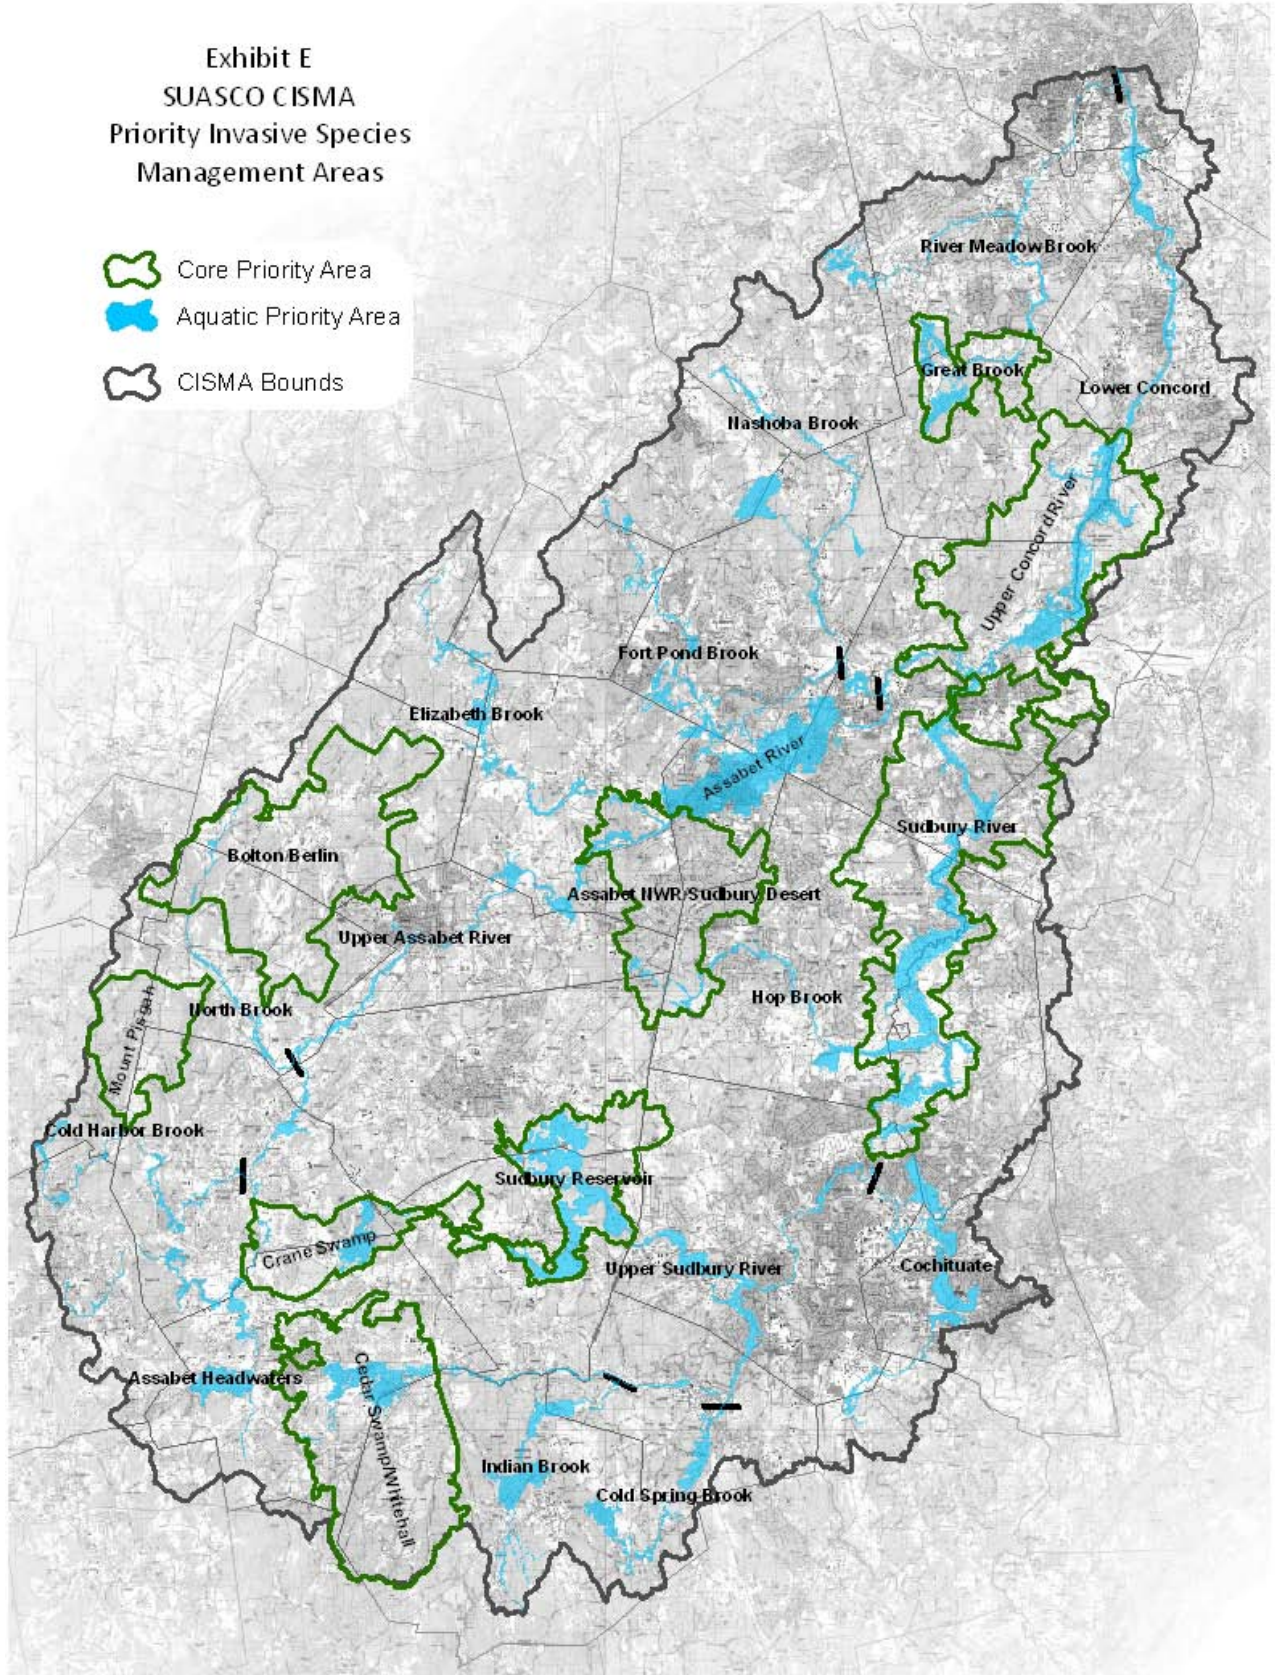 Exhibit E
SUASCO CISMA
Priority Invasive Species
Management Areas
Core Priority Area
Aquatic Priority Area
CISMA Bounds
River Meadow Brook
Great Brook
Lower Concord
Nashoba Brook
Upper Concord River
Fort Pond Brook
Elizabeth Brook
Assabet River
Sudbury River
Bolton/Berlin
Assabet NWR/Sudbury Desert
Upper Assabet River
Hop Brook
North Brook
Mount Pisgah
Cold Harbor Brook
Sudbury Reservoir
Crane Swamp
Upper Sudbury River
Cochituate
Assabet Headwaters
Cedar Swamp/Whitehall
Indian Brook
Cold Spring Brook